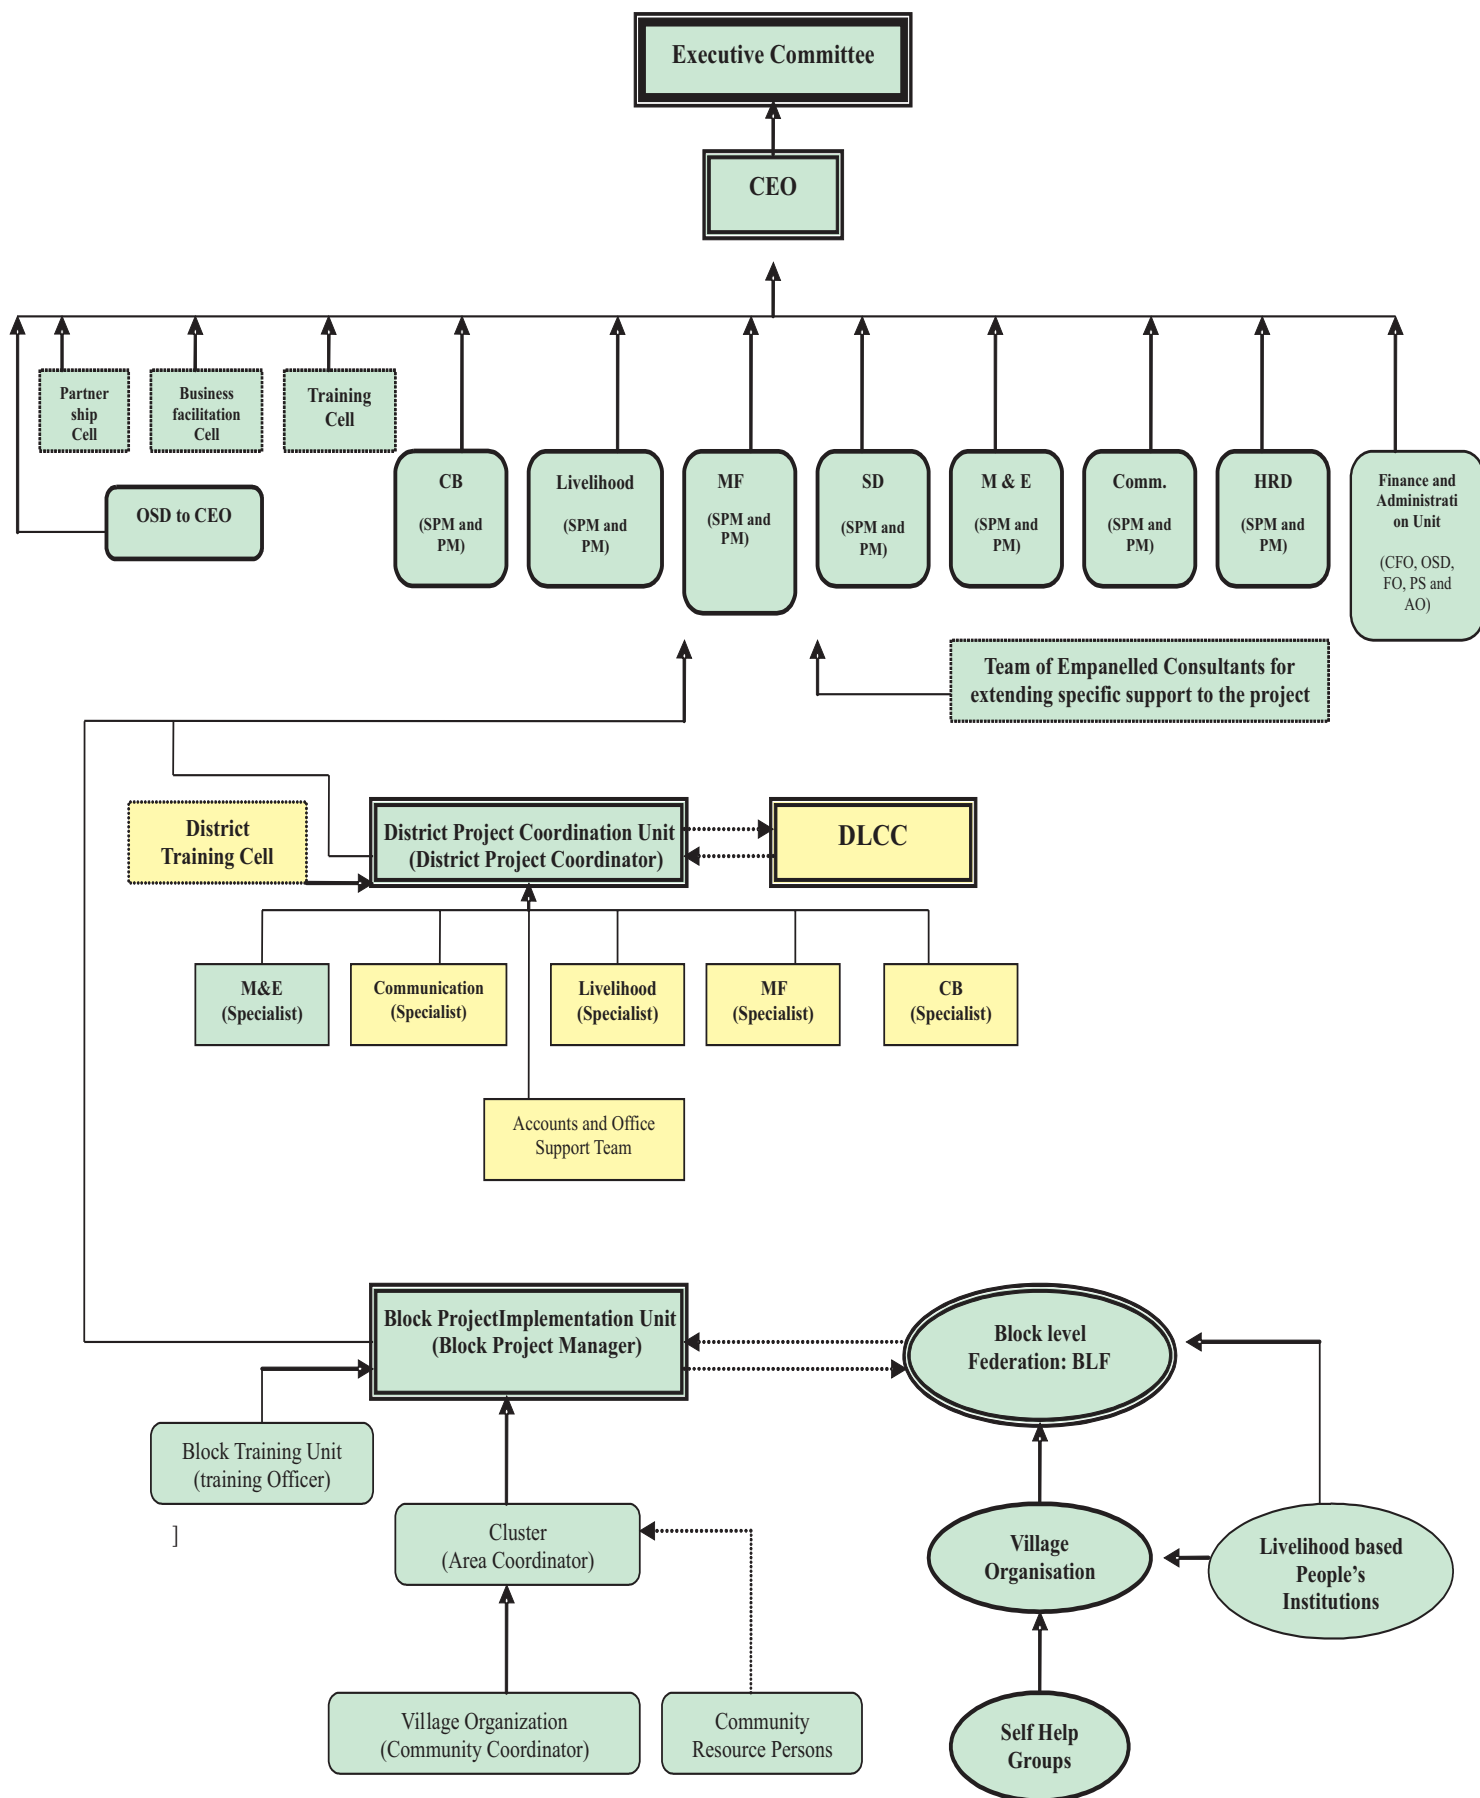 Executive Committee
CEO
Partner
ship
Cell
Business
facilitation
Cell
Training
Cell
OSD to CEO
CB
(SPM and
PM)
Livelihood
(SPM and
PM)
MF
(SPM and
PM)
SD
(SPM and
PM)
M & E
(SPM and
PM)
Comm.
(SPM and
PM)
HRD
(SPM and
PM)
Finance and
Administrati
on Unit
(CFO, OSD,
FO, PS and
AO)
Team of Empanelled Consultants for
extending specific support to the project
District
Training Cell
District Project Coordination Unit
(District Project Coordinator)
DLCC
M&E
(Specialist)
Communication
(Specialist)
Livelihood
(Specialist)
MF
(Specialist)
CB
(Specialist)
Accounts and Office
Support Team
Block ProjectImplementation Unit
(Block Project Manager)
Block level
Federation: BLF
Block Training Unit
(training Officer)
]
Cluster
(Area Coordinator)
Village
Organisation
Livelihood based
People’s
Institutions
Village Organization
(Community Coordinator)
Community
Resource Persons
Self Help
Groups